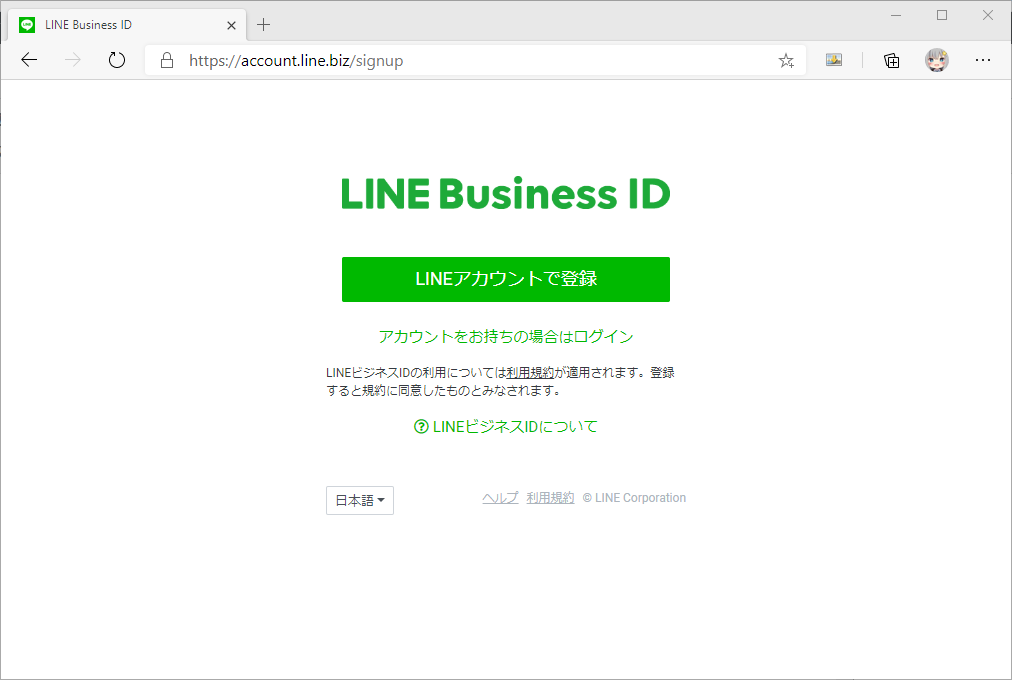 LINE Business ID
https://account.line.biz/signup
LINE Business ID
LINEアカウントで登録
アカウントをお持ちの場合はログイン
LINEビジネスIDの利用については利用規約が適用されます。登録
すると規約に同意したものとみなされます。
LINEビジネスIDについて
日本語 ヘルプ 利用規約 © LINE Corporation